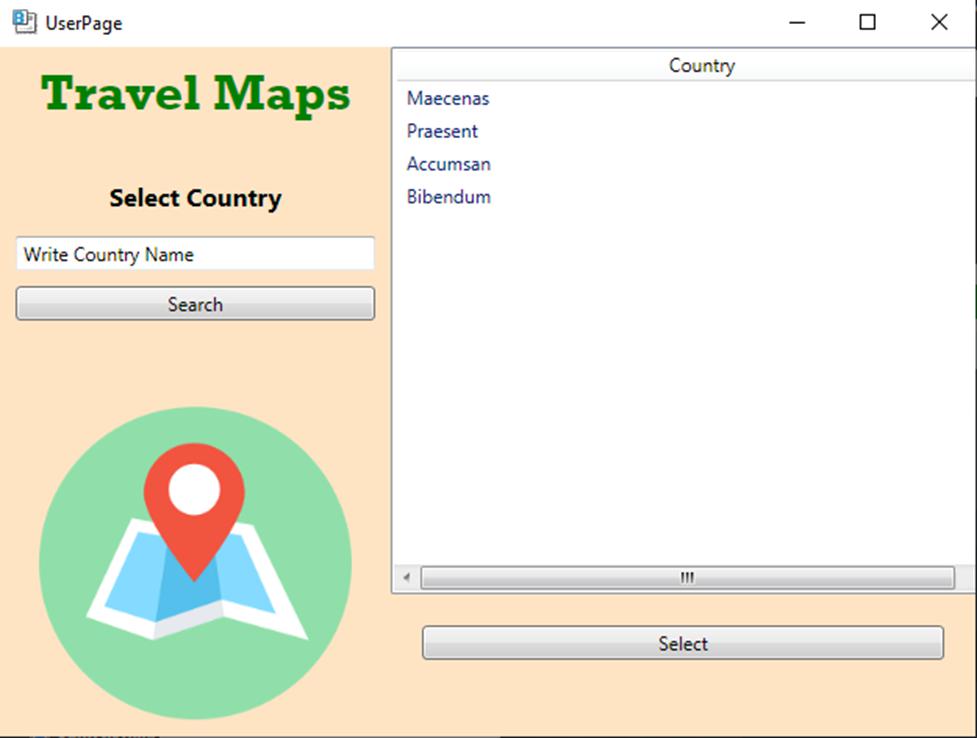 UserPage
Travel Maps
Select Country
Write Country Name
Search
Country
Maecenas
Praesent
Accumsan
Bibendum
Select